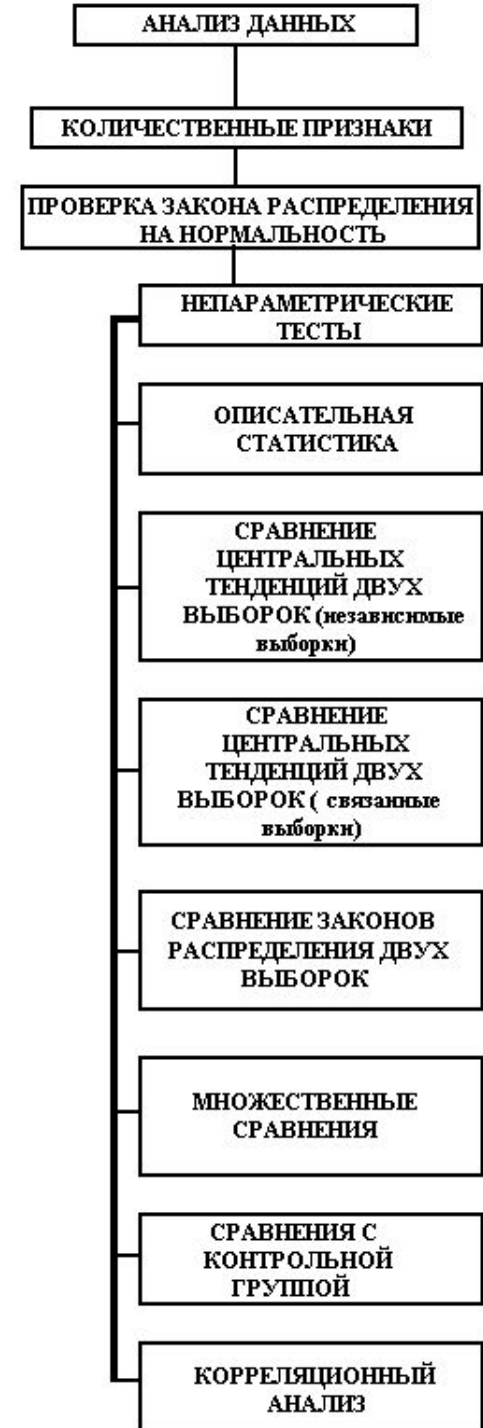 АНАЛИЗ ДАННЫХ
КОЛИЧЕСТВЕННЫЕ ПРИЗНАКИ
ПРОВЕРКА ЗАКОНА РАСПРЕДЕЛЕНИЯ
НА НОРМАЛЬНОСТЬ
НЕПАРАМЕТРИЧЕСКИЕ
ТЕСТЫ
ОПИСАТЕЛЬНАЯ
СТАТИСТИКА
СРАВНЕНИЕ
ЦЕНТРАЛЬНЫХ
ТЕНДЕНЦИЙ ДВУХ
ВЫБОРОК (независимые
выборки)
СРАВНЕНИЕ
ЦЕНТРАЛЬНЫХ
ТЕНДЕНЦИЙ ДВУХ
ВЫБОРОК ( связанные
выборки)
СРАВНЕНИЕ ЗАКОНОВ
РАСПРЕДЕЛЕНИЯ ДВУХ
ВЫБОРОК
МНОЖЕСТВЕННЫЕ
СРАВНЕНИЯ
СРАВНЕНИЯ С
КОНТРОЛЬНОЙ
ГРУППОЙ
КОРРЕЛЯЦИОННЫЙ
АНАЛИЗ